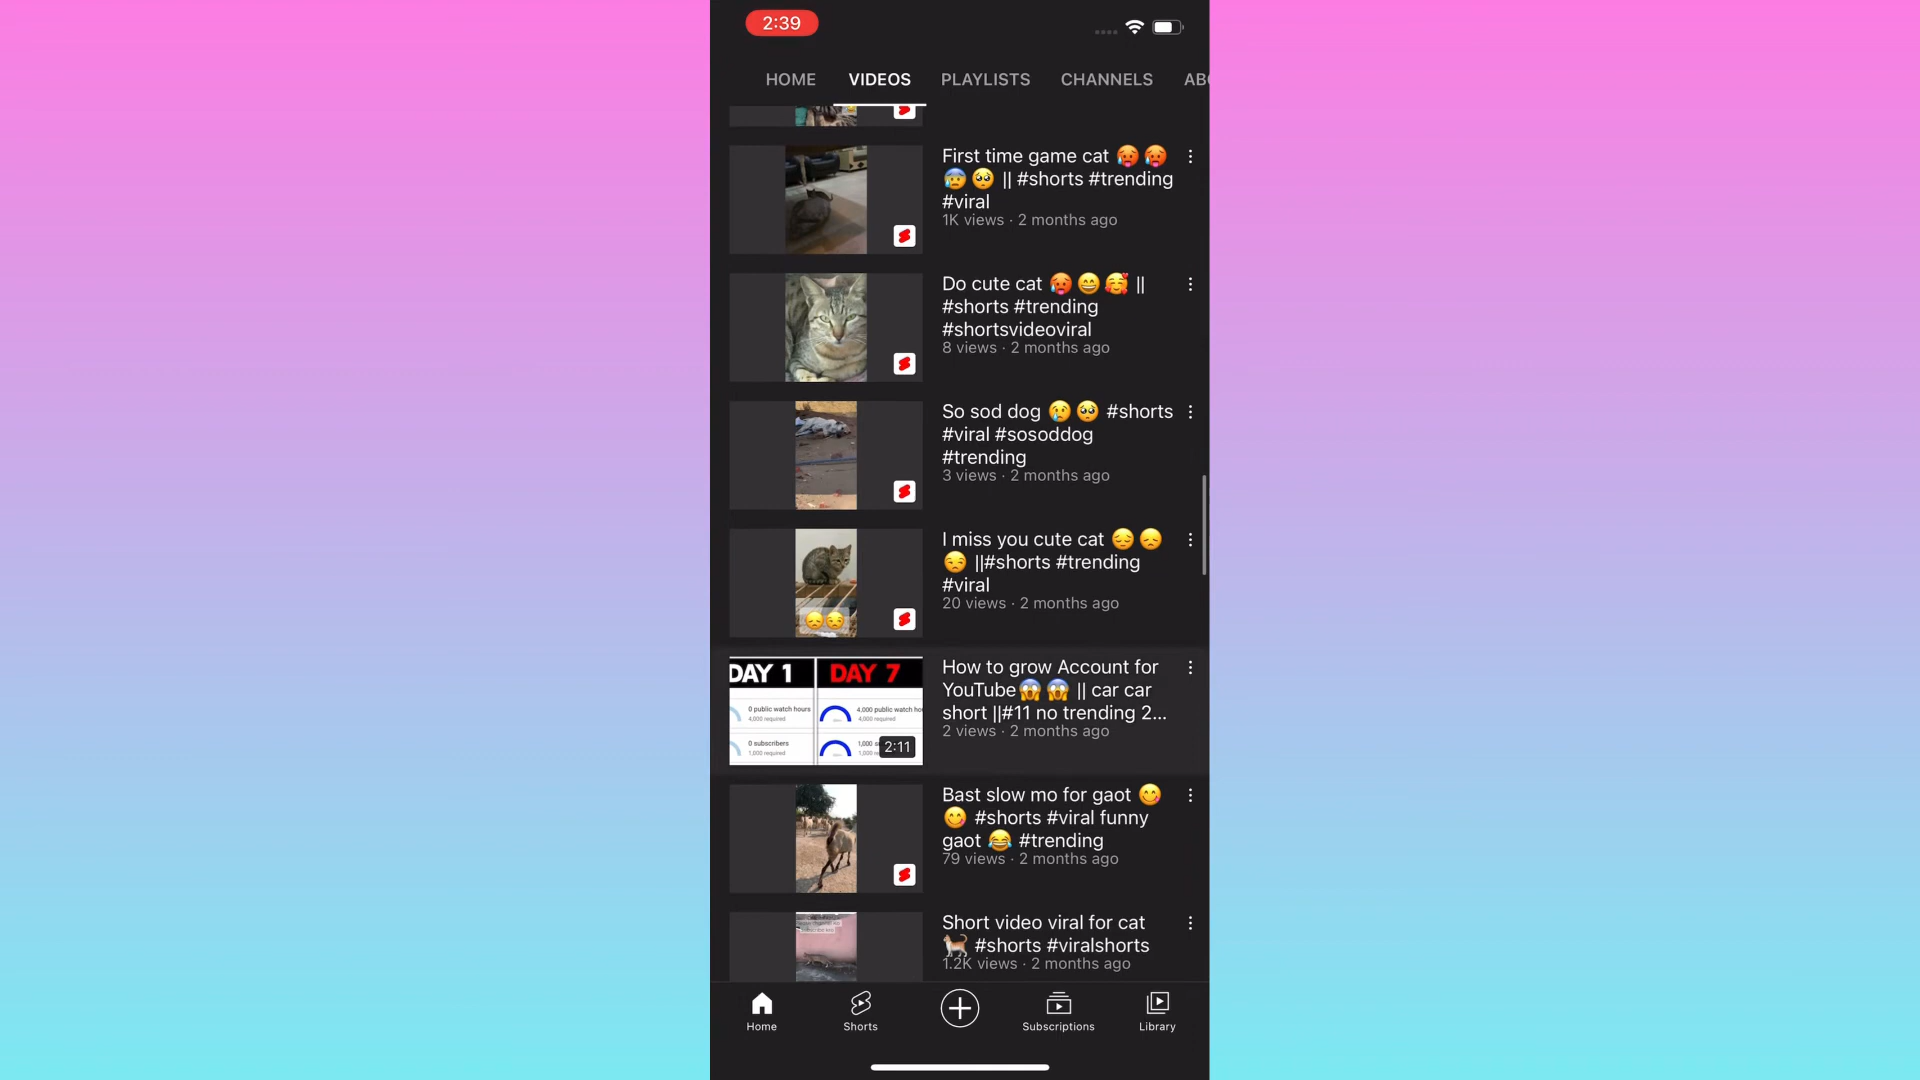 2:39
HOME VIDEOS PLAYLISTS CHANNELS AB
First time game cat 🥵🥵
😰🥺 || #shorts #trending
#viral
1K views · 2 months ago
Do cute cat 🥵😄🥰 ||
#shorts #trending
#shortsvideoviral
8 views · 2 months ago
So sod dog 😢🥺 #shorts
#viral #sosoddog
#trending
3 views · 2 months ago
I miss you cute cat 😔😞
😒 ||#shorts #trending
#viral
20 views · 2 months ago
DAY 1 DAY 7
0 public watch hours 4,000 public watch ho
4,000 required 4,000 required
0 subscribers 1,000 s
1,000 required
2:11
How to grow Account for
YouTube😱😱 || car car
short ||#11 no trending 2...
2 views · 2 months ago
Bast slow mo for gaot 😋
😋 #shorts #viral funny
gaot 😂 #trending
79 views · 2 months ago
Short video viral for cat
🐈 #shorts #viralshorts
1.2K views · 2 months ago
Home Shorts Subscriptions Library